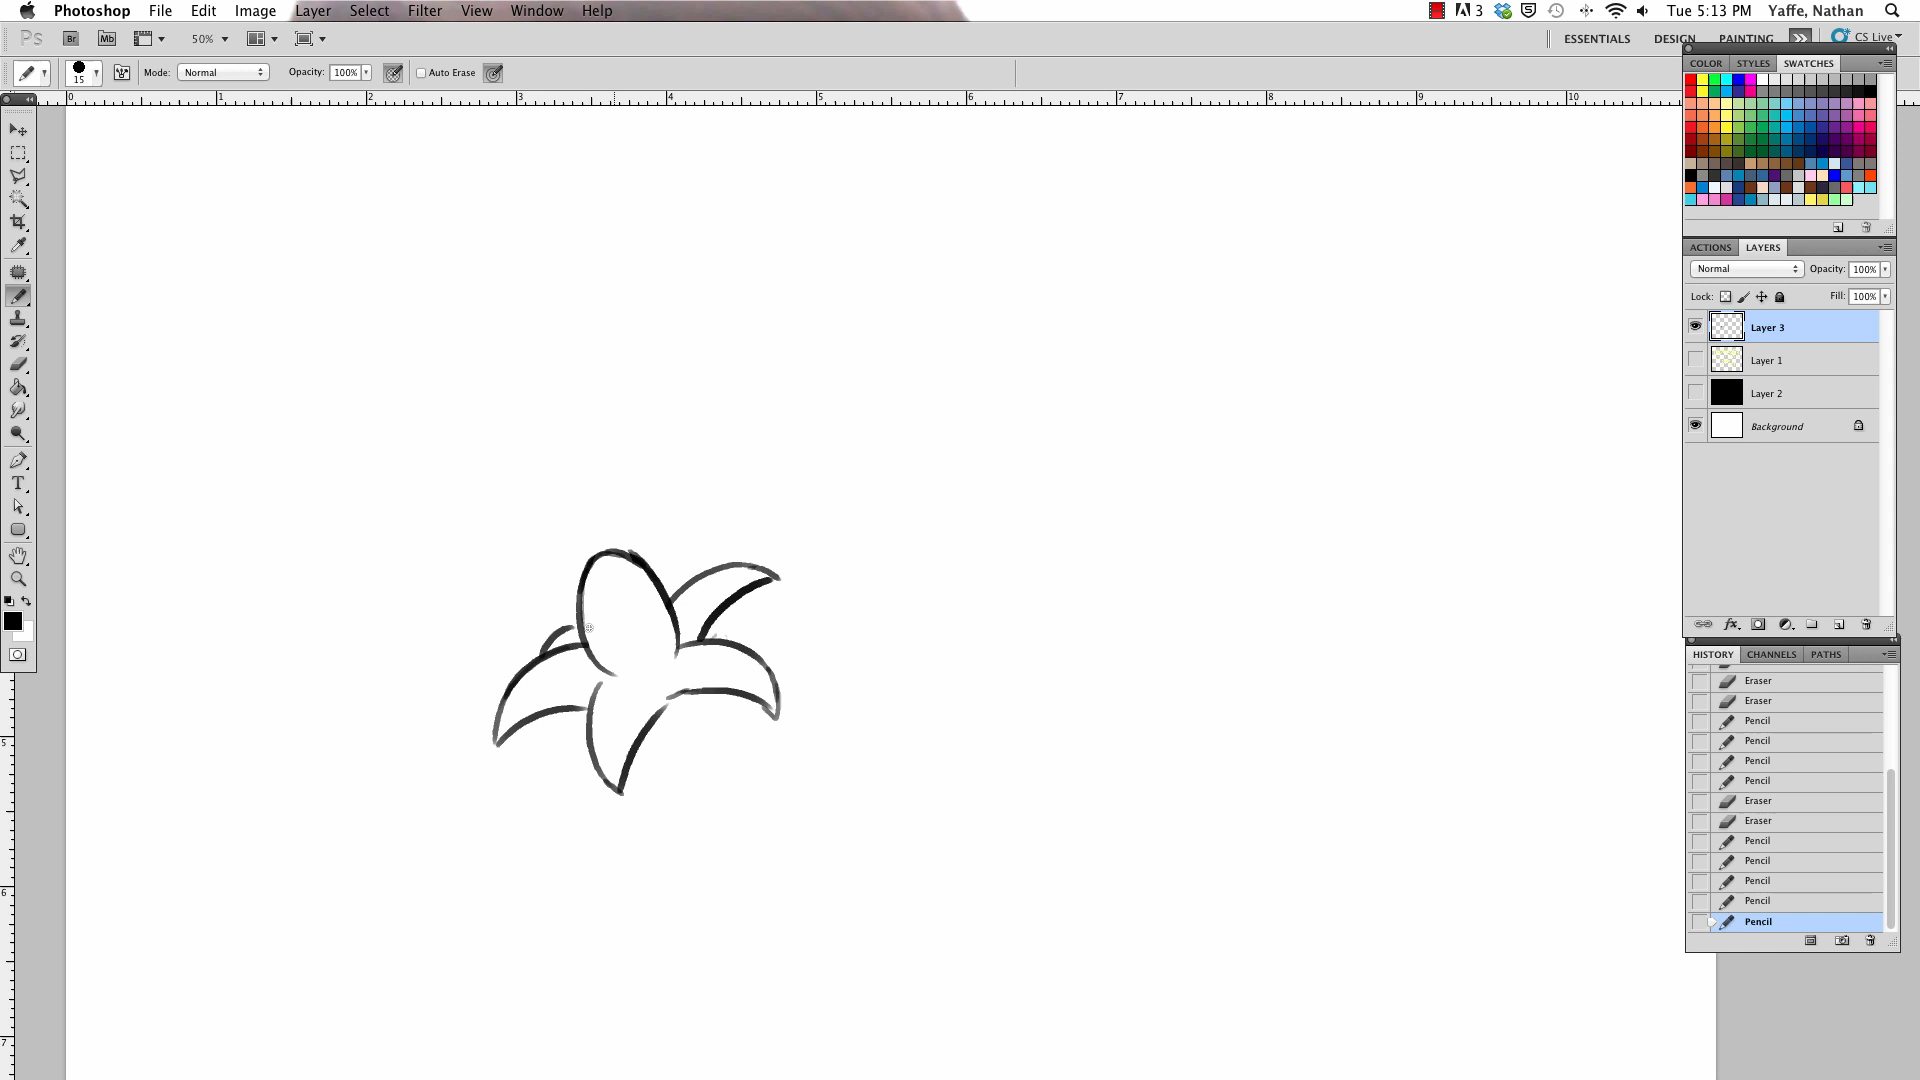 Photoshop File Edit Image Layer Select Filter View Window Help 3 Tue 5:13 PM Yaffe, Nathan
Ps Br Mb 50% ESSENTIALS DESIGN PAINTING CS Live
15 Mode: Normal Opacity: 100% Auto Erase
0 1 2 3 4 5 6 7 8 9 10
COLOR STYLES SWATCHES
ACTIONS LAYERS
Normal Opacity: 100%
Lock: Fill: 100%
Layer 3
Layer 1
Layer 2
Background
T
fx
HISTORY CHANNELS PATHS
Eraser
Eraser
Pencil
Pencil
Pencil
Pencil
Eraser
Eraser
Pencil
Pencil
Pencil
Pencil
Pencil
5
6
7